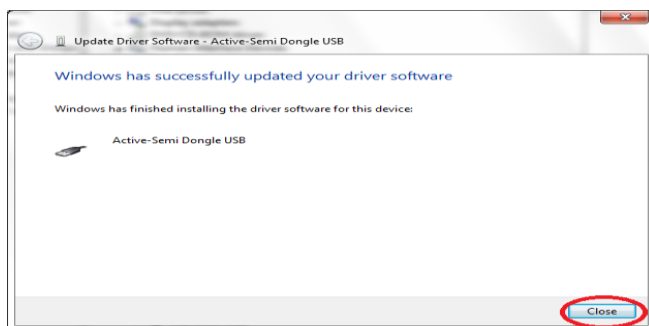 Update Driver Software - Active-Semi Dongle USB
Windows has successfully updated your driver software
Windows has finished installing the driver software for this device:
Active-Semi Dongle USB
Close